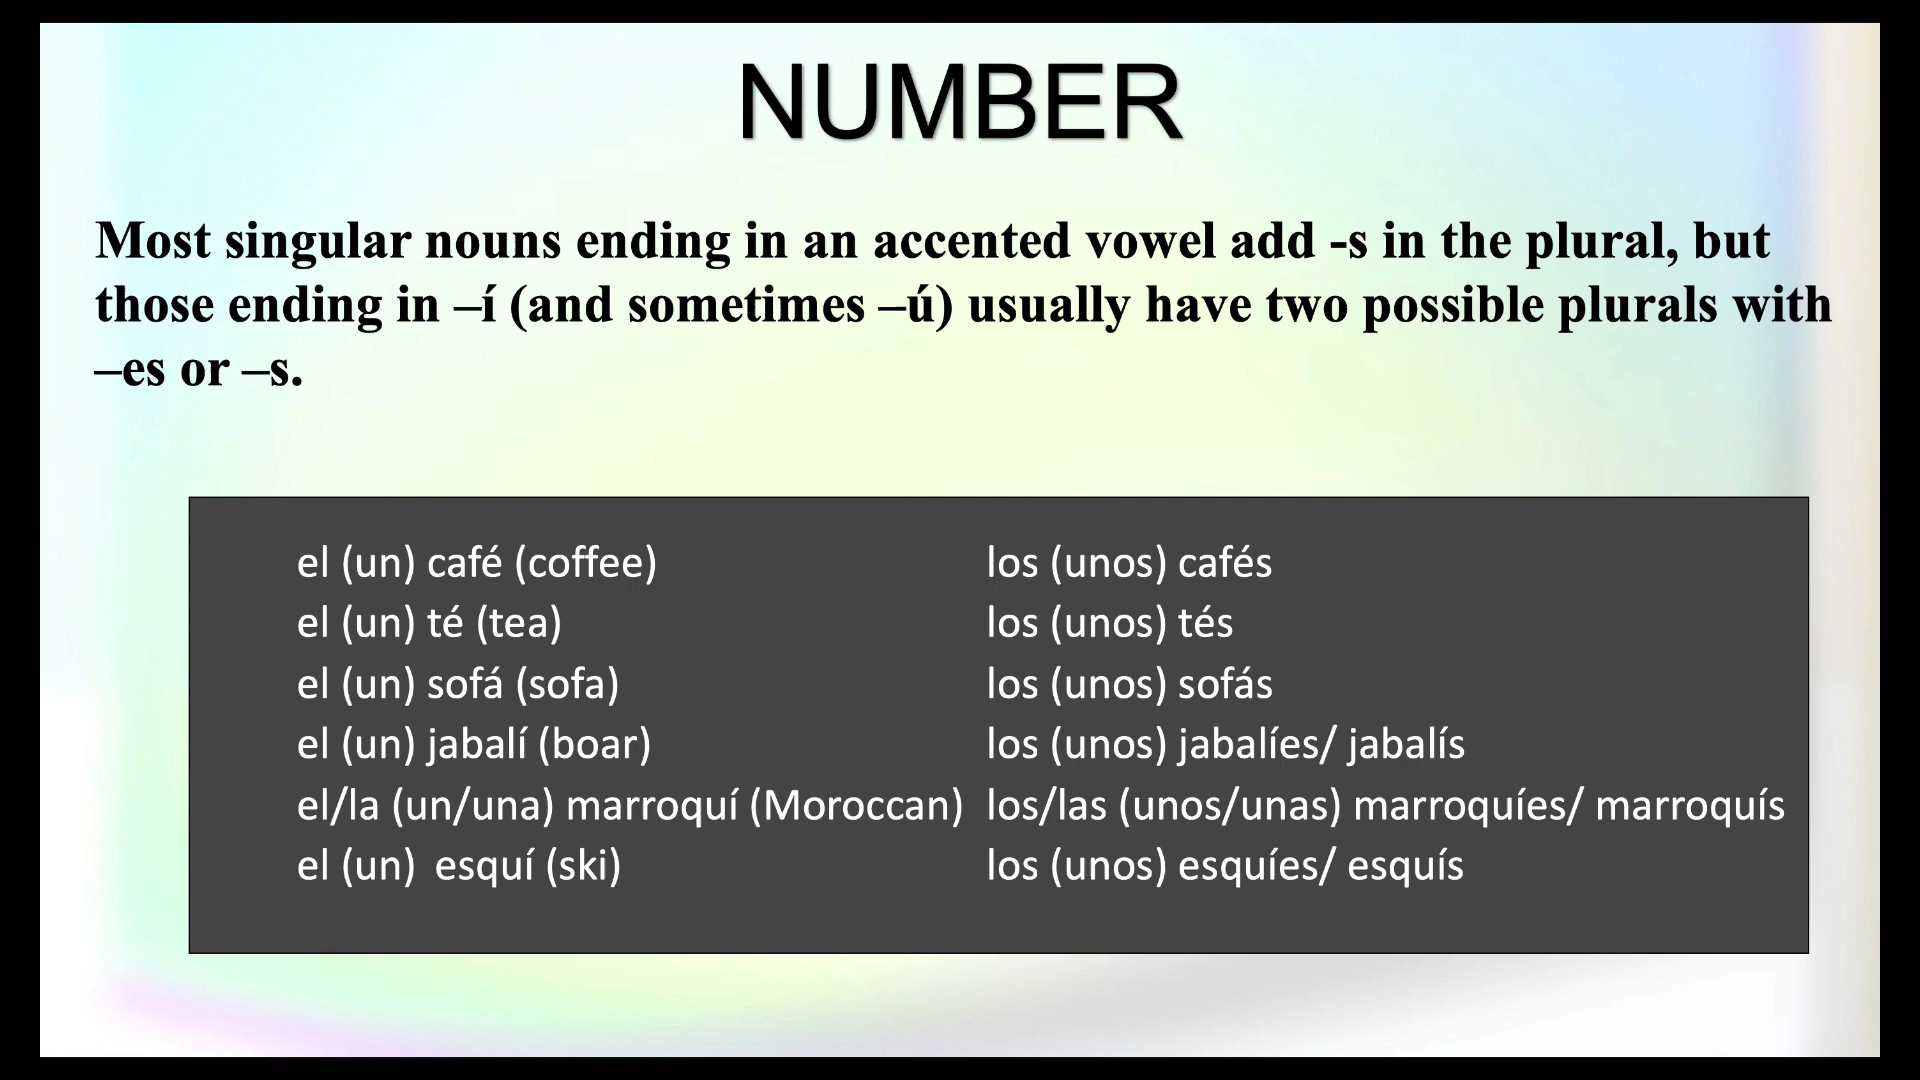 NUMBER
Most singular nouns ending in an accented vowel add -s in the plural, but
those ending in –í (and sometimes –ú) usually have two possible plurals with
–es or –s.
el (un) café (coffee) los (unos) cafés
el (un) té (tea) los (unos) tés
el (un) sofá (sofa) los (unos) sofás
el (un) jabalí (boar) los (unos) jabalíes/ jabalís
el/la (un/una) marroquí (Moroccan) los/las (unos/unas) marroquíes/ marroquís
el (un) esquí (ski) los (unos) esquíes/ esquís